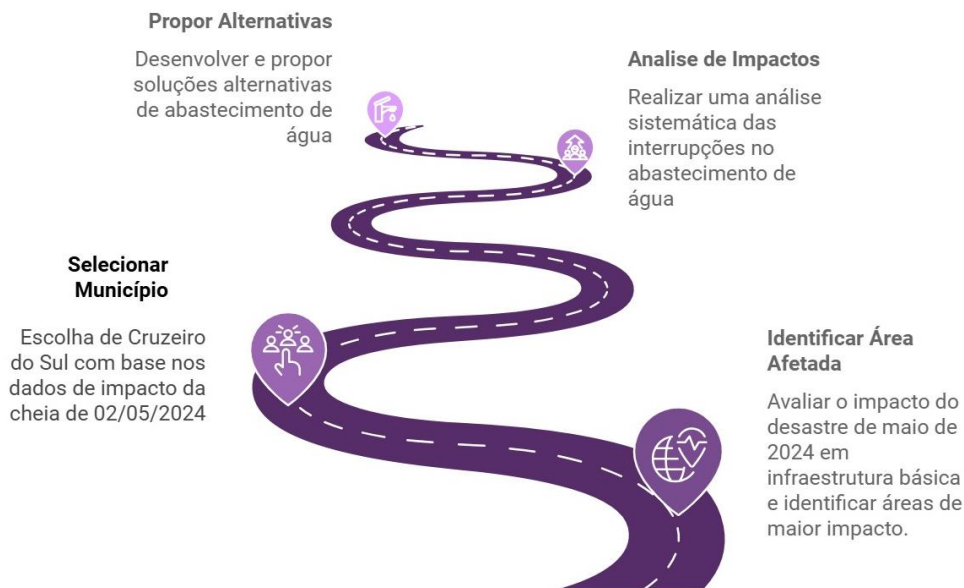 Propor Alternativas
Desenvolver e propor
soluções alternativas
de abastecimento de
água
Analise de Impactos
Realizar uma análise
sistemática das
interrupções no
abastecimento de
água
Selecionar
Município
Escolha de Cruzeiro
do Sul com base nos
dados de impacto da
cheia de 02/05/2024
Identificar Área
Afetada
Avaliar o impacto do
desastre de maio de
2024 em
infraestrutura básica
e identificar áreas de
maior impacto.